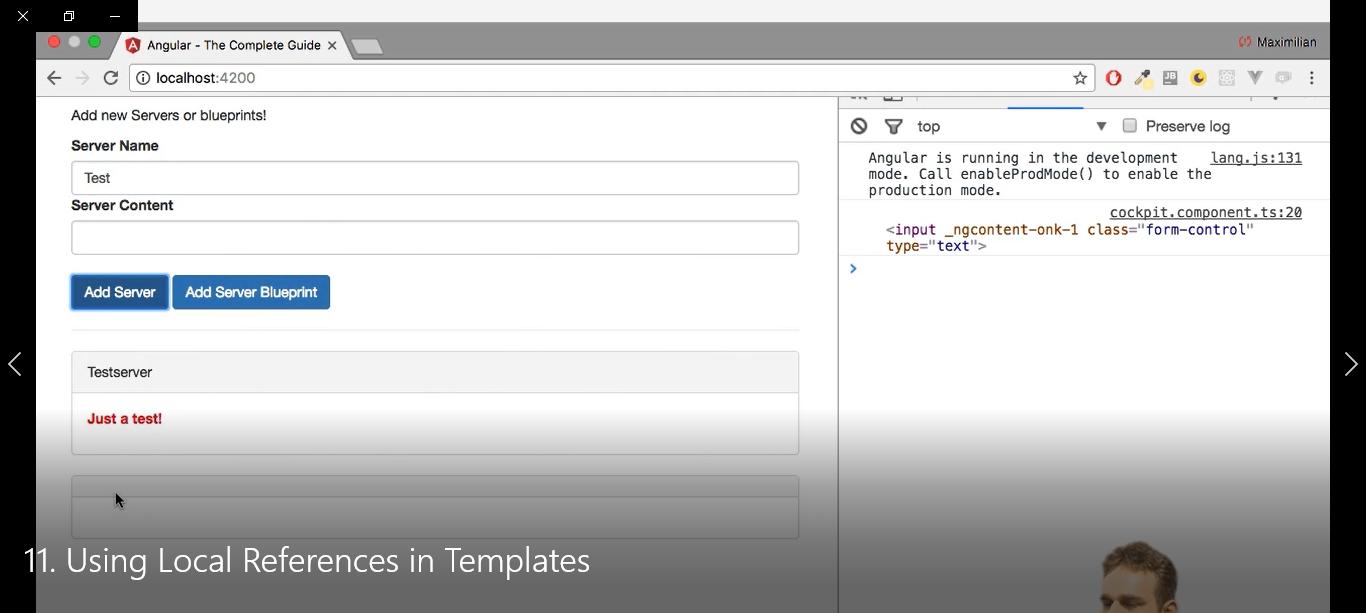 Angular - The Complete Guide
Maximilian
localhost:4200
JB
Add new Servers or blueprints!
Server Name
Test
Server Content
Add Server
Add Server Blueprint
Testserver
Just a test!
top
Preserve log
Angular is running in the development lang.js:131
mode. Call enableProdMode() to enable the
production mode.
cockpit.component.ts:20
<input _ngcontent-onk-1 class="form-control"
type="text">
11. Using Local References in Templates